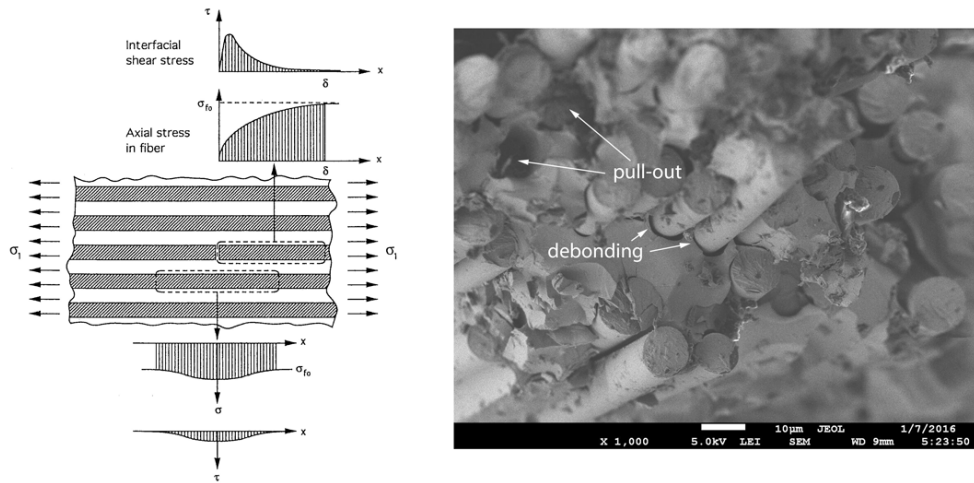 τ
Interfacial
shear stress
x
δ
σfo
Axial stress
in fiber
x
δ
σ1
σ1
x
σfo
σ
x
τ
pull-out
debonding
10μm JEOL 1/7/2016
X 1,000 5.0kV LEI SEM WD 9mm 5:23:50